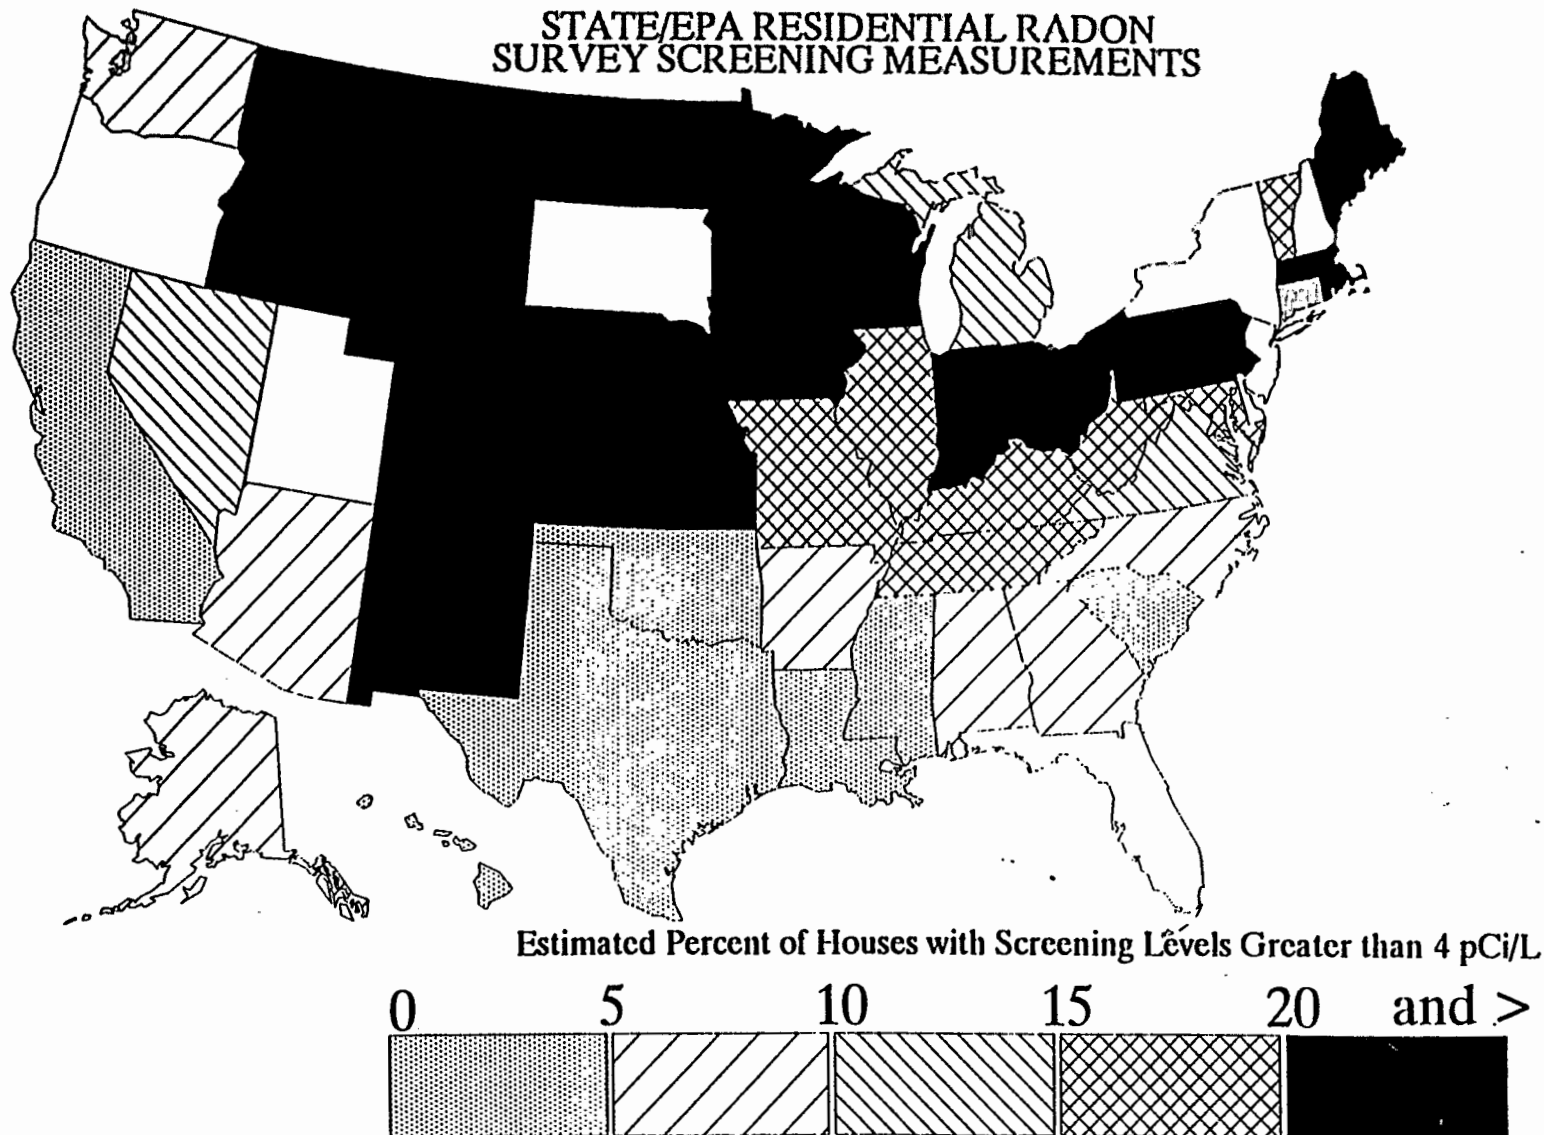 STATE/EPA RESIDENTIAL RADON
SURVEY SCREENING MEASUREMENTS
Estimated Percent of Houses with Screening Levels Greater than 4 pCi/L
0 5 10 15 20 and >